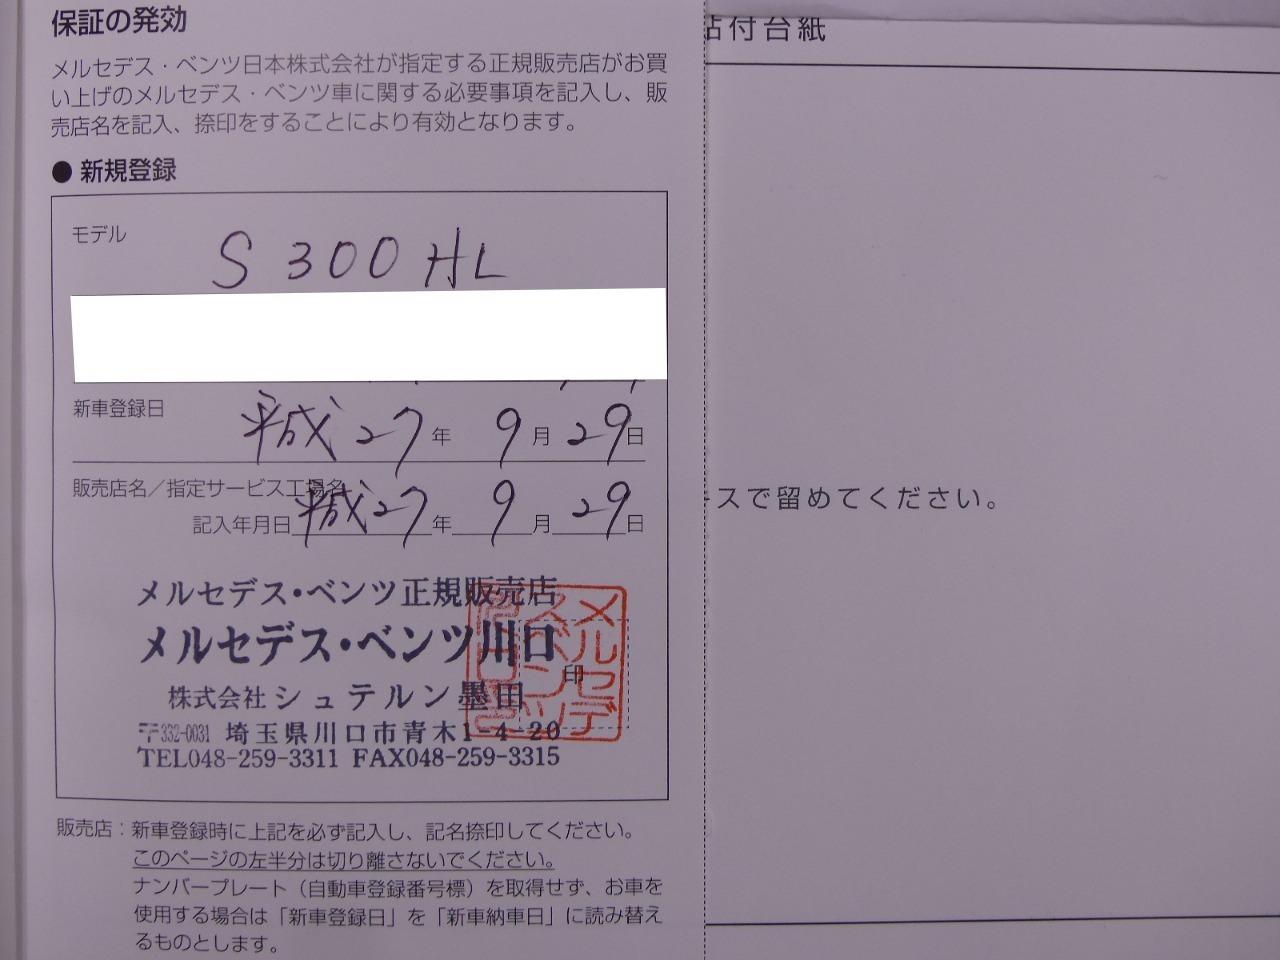 保証の発効
メルセデス・ベンツ日本株式会社が指定する正規販売店がお買
い上げのメルセデス・ベンツ車に関する必要事項を記入し、販
売店名を記入、捺印をすることにより有効となります。
● 新規登録
モデル S 300 HL
新車登録日 平成 27 年 9 月 29 日
販売店名／指定サービス工場名
記入年月日 平成 27 年 9 月 29 日
メルセデス・ベンツ正規販売店
メルセデス・ベンツ川口
株式会社 シュテルン墨田
〒332-0031 埼玉県川口市青木1-4-20
TEL048-259-3311 FAX048-259-3315
印
メルセデ
スベンツ
販売店：新車登録時に上記を必ず記入し、記名捺印してください。
このページの左半分は切り離さないでください。
ナンバープレート（自動車登録番号標）を取得せず、お車を
使用する場合は「新車登録日」を「新車納車日」に読み替え
るものとします。
貼付台紙
スで留めてください。